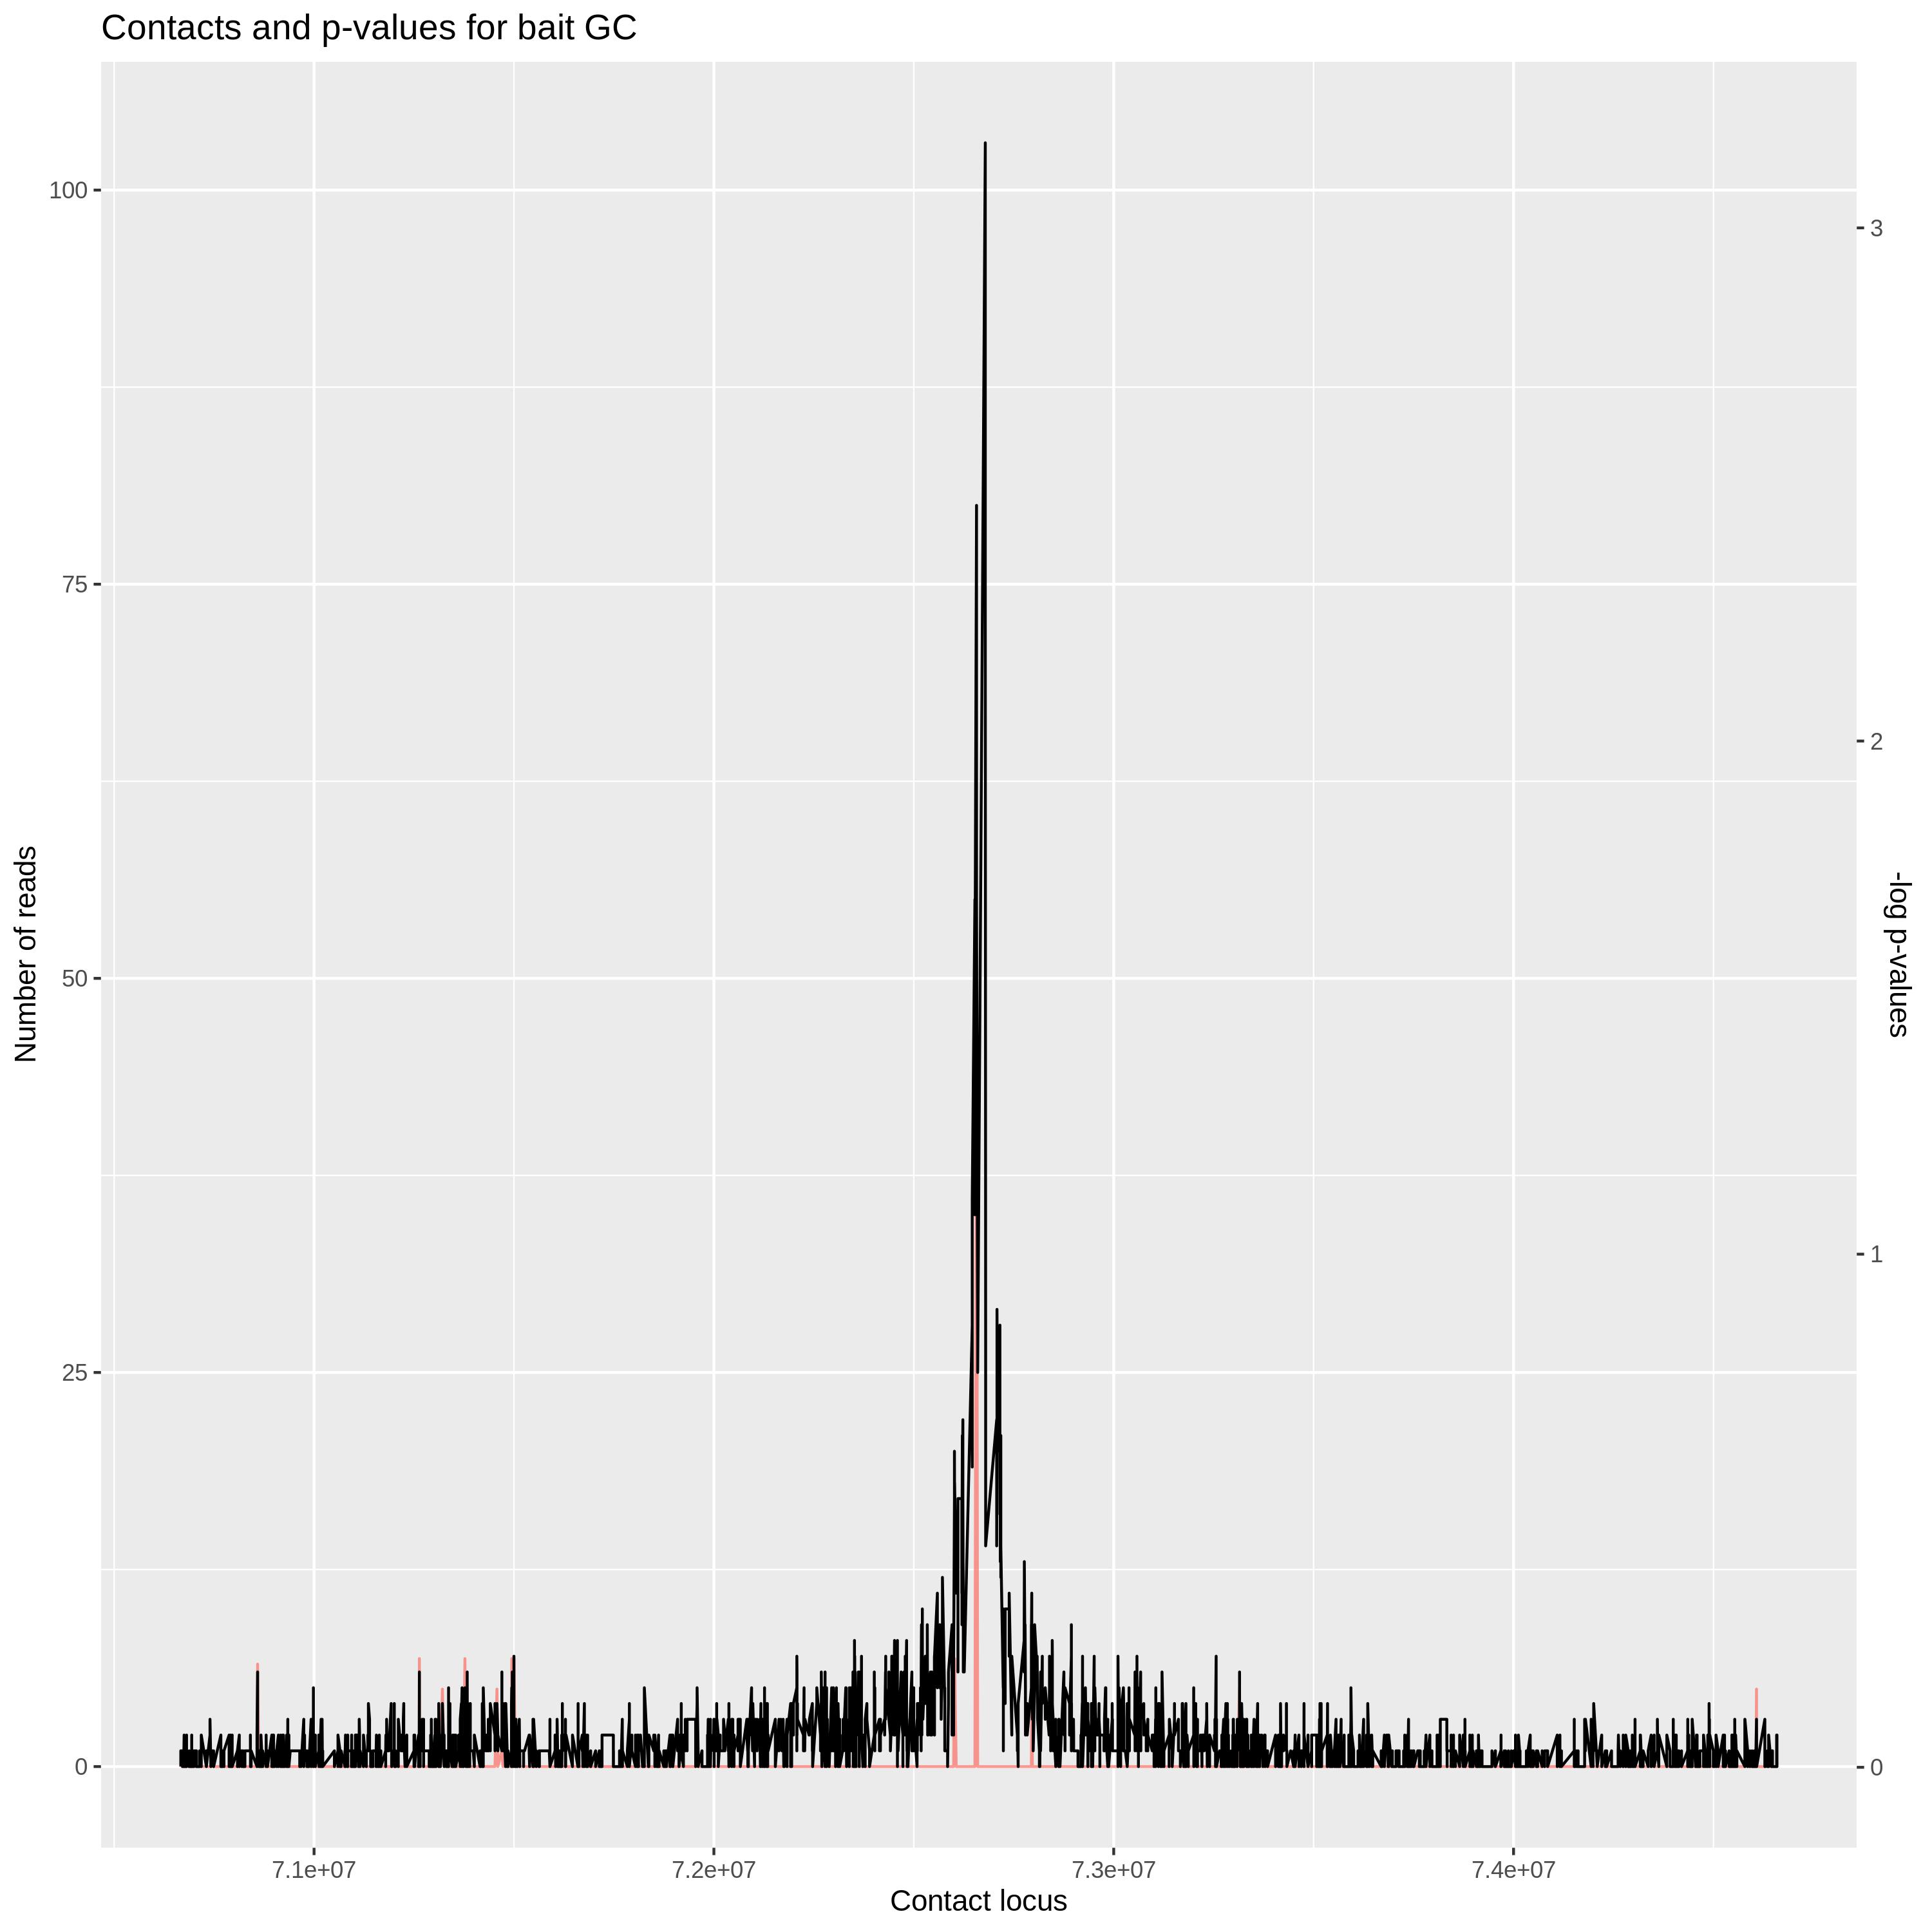 Contacts and p-values for bait GC
100
75
50
25
0
3
2
1
0
Number of reads
-log p-values
7.1e+07
7.2e+07
7.3e+07
7.4e+07
Contact locus